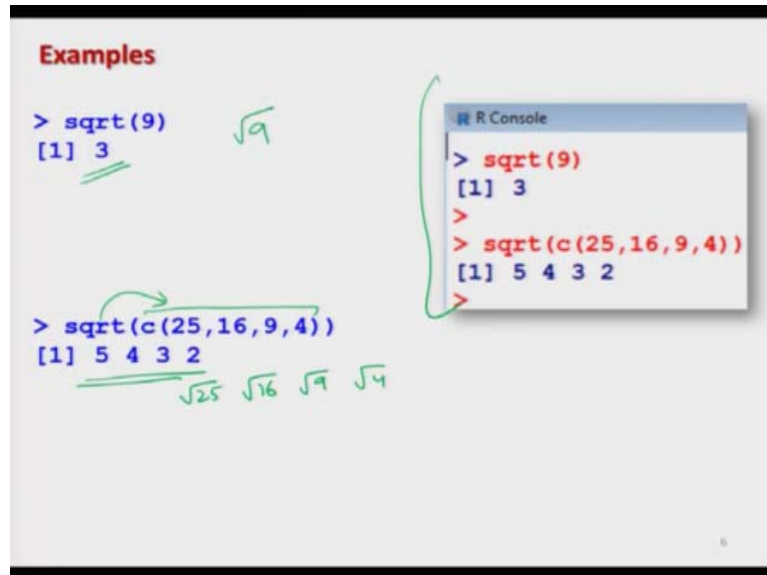 Examples
> sqrt(9)
[1] 3
√9
> sqrt(c(25,16,9,4))
[1] 5 4 3 2
√25 √16 √9 √4
R R Console
> sqrt(9)
[1] 3
>
> sqrt(c(25,16,9,4))
[1] 5 4 3 2
>
6